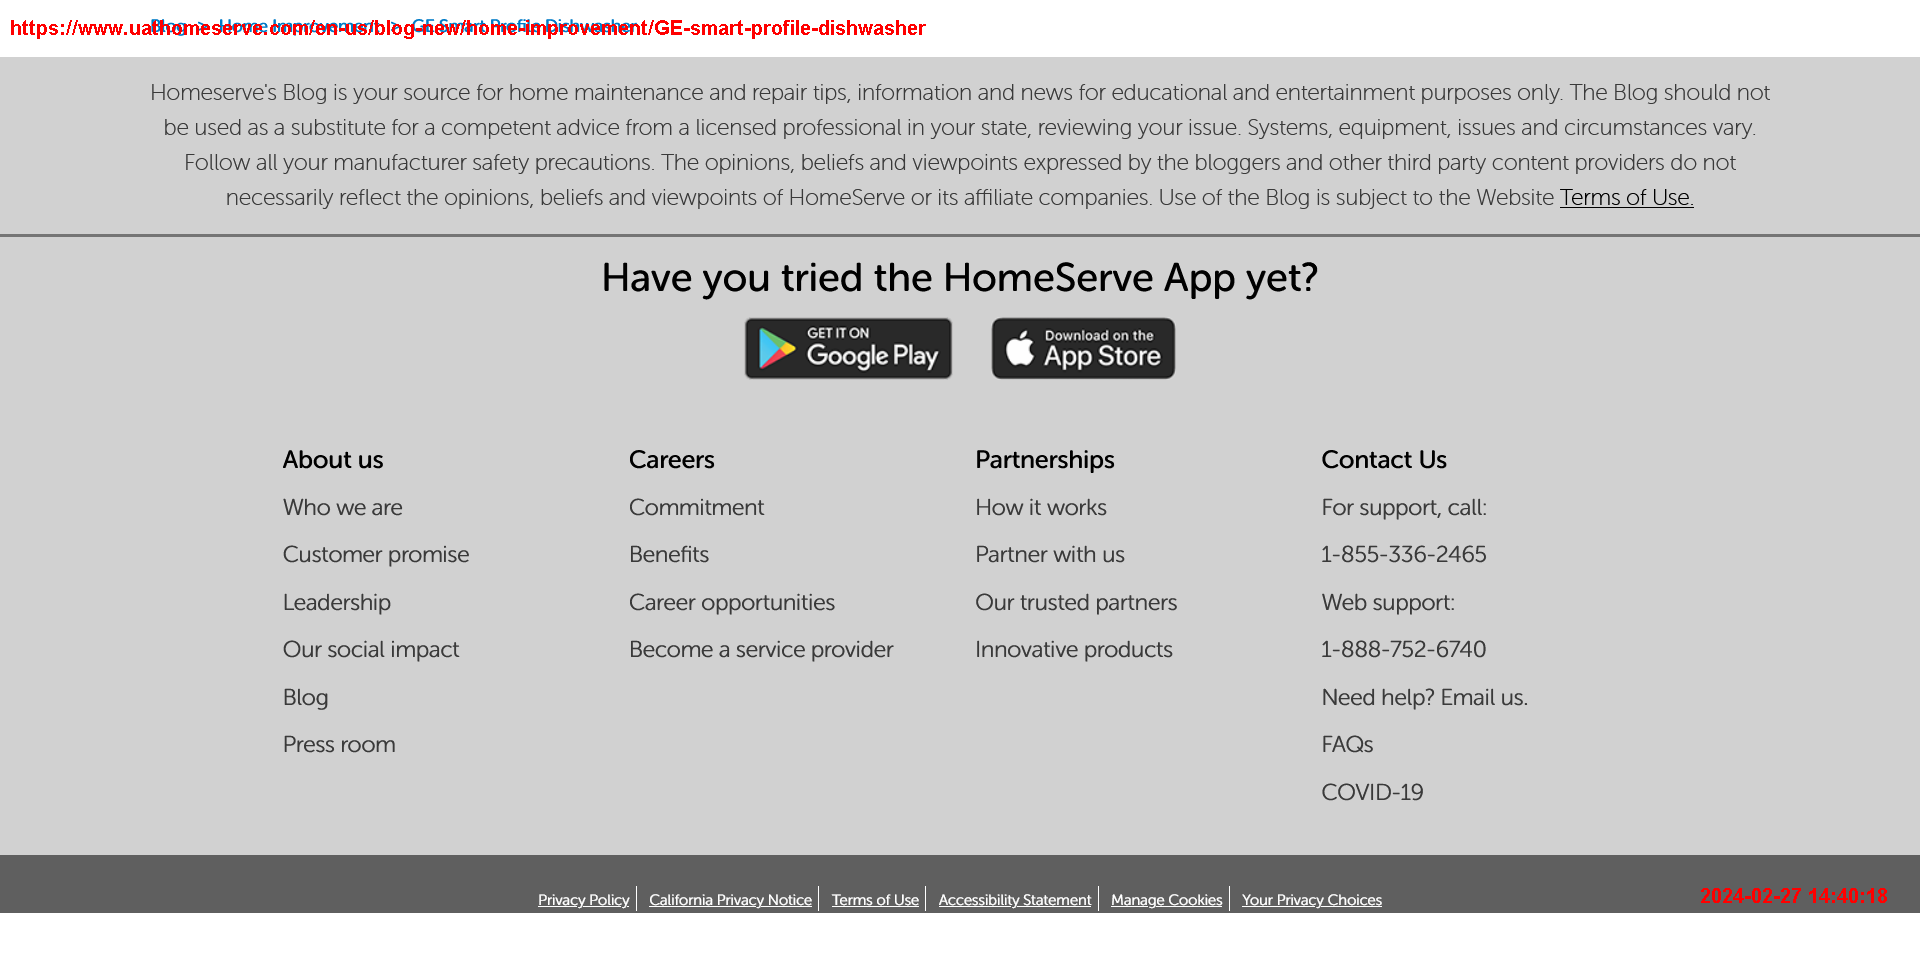 https://www.uathomeserve.com/en-us/blog-new/home-improvement/GE-smart-profile-dishwasher
Blog > Home Improvement > GE Smart Profile Dishwasher
Homeserve's Blog is your source for home maintenance and repair tips, information and news for educational and entertainment purposes only. The Blog should not
be used as a substitute for a competent advice from a licensed professional in your state, reviewing your issue. Systems, equipment, issues and circumstances vary.
Follow all your manufacturer safety precautions. The opinions, beliefs and viewpoints expressed by the bloggers and other third party content providers do not
necessarily reflect the opinions, beliefs and viewpoints of HomeServe or its affiliate companies. Use of the Blog is subject to the Website Terms of Use.
Have you tried the HomeServe App yet?
GET IT ON
Google Play
Download on the
App Store
About us
Who we are
Customer promise
Leadership
Our social impact
Blog
Press room
Careers
Commitment
Benefits
Career opportunities
Become a service provider
Partnerships
How it works
Partner with us
Our trusted partners
Innovative products
Contact Us
For support, call:
1-855-336-2465
Web support:
1-888-752-6740
Need help? Email us.
FAQs
COVID-19
Privacy Policy California Privacy Notice Terms of Use Accessibility Statement Manage Cookies Your Privacy Choices
2024-02-27 14:40:18